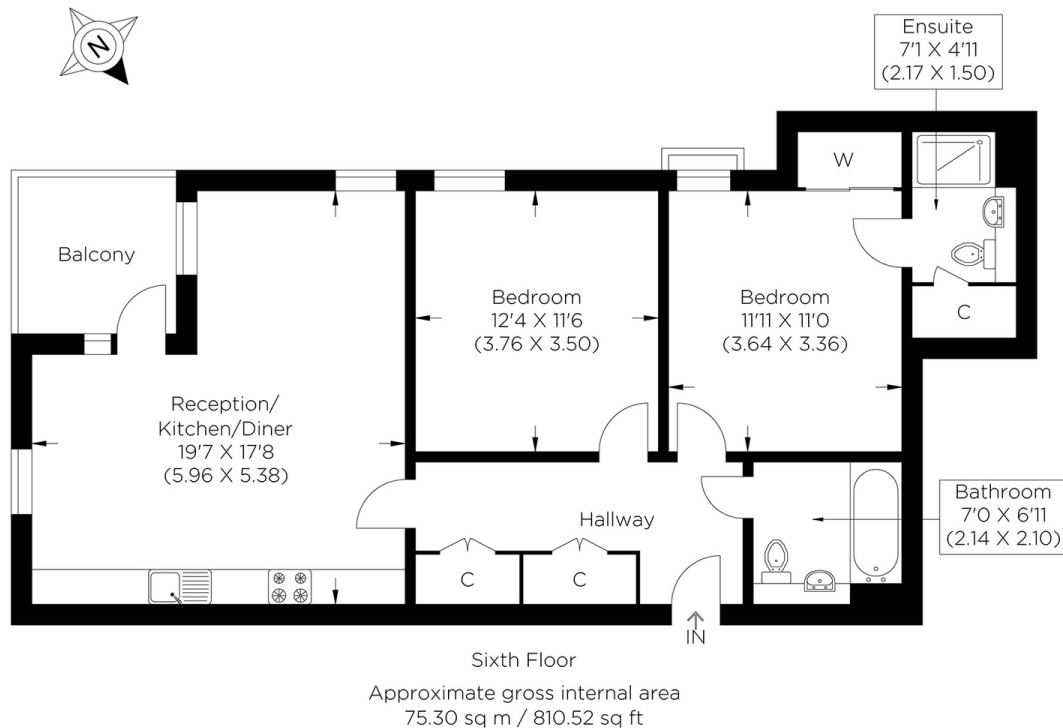 N
Ensuite
7'1 X 4'11
(2.17 X 1.50)
W
Balcony
Bedroom
12'4 X 11'6
(3.76 X 3.50)
Bedroom
11'11 X 11'0
(3.64 X 3.36)
C
Reception/
Kitchen/Diner
19'7 X 17'8
(5.96 X 5.38)
Hallway
Bathroom
7'0 X 6'11
(2.14 X 2.10)
C
C
IN
Sixth Floor
Approximate gross internal area
75.30 sq m / 810.52 sq ft